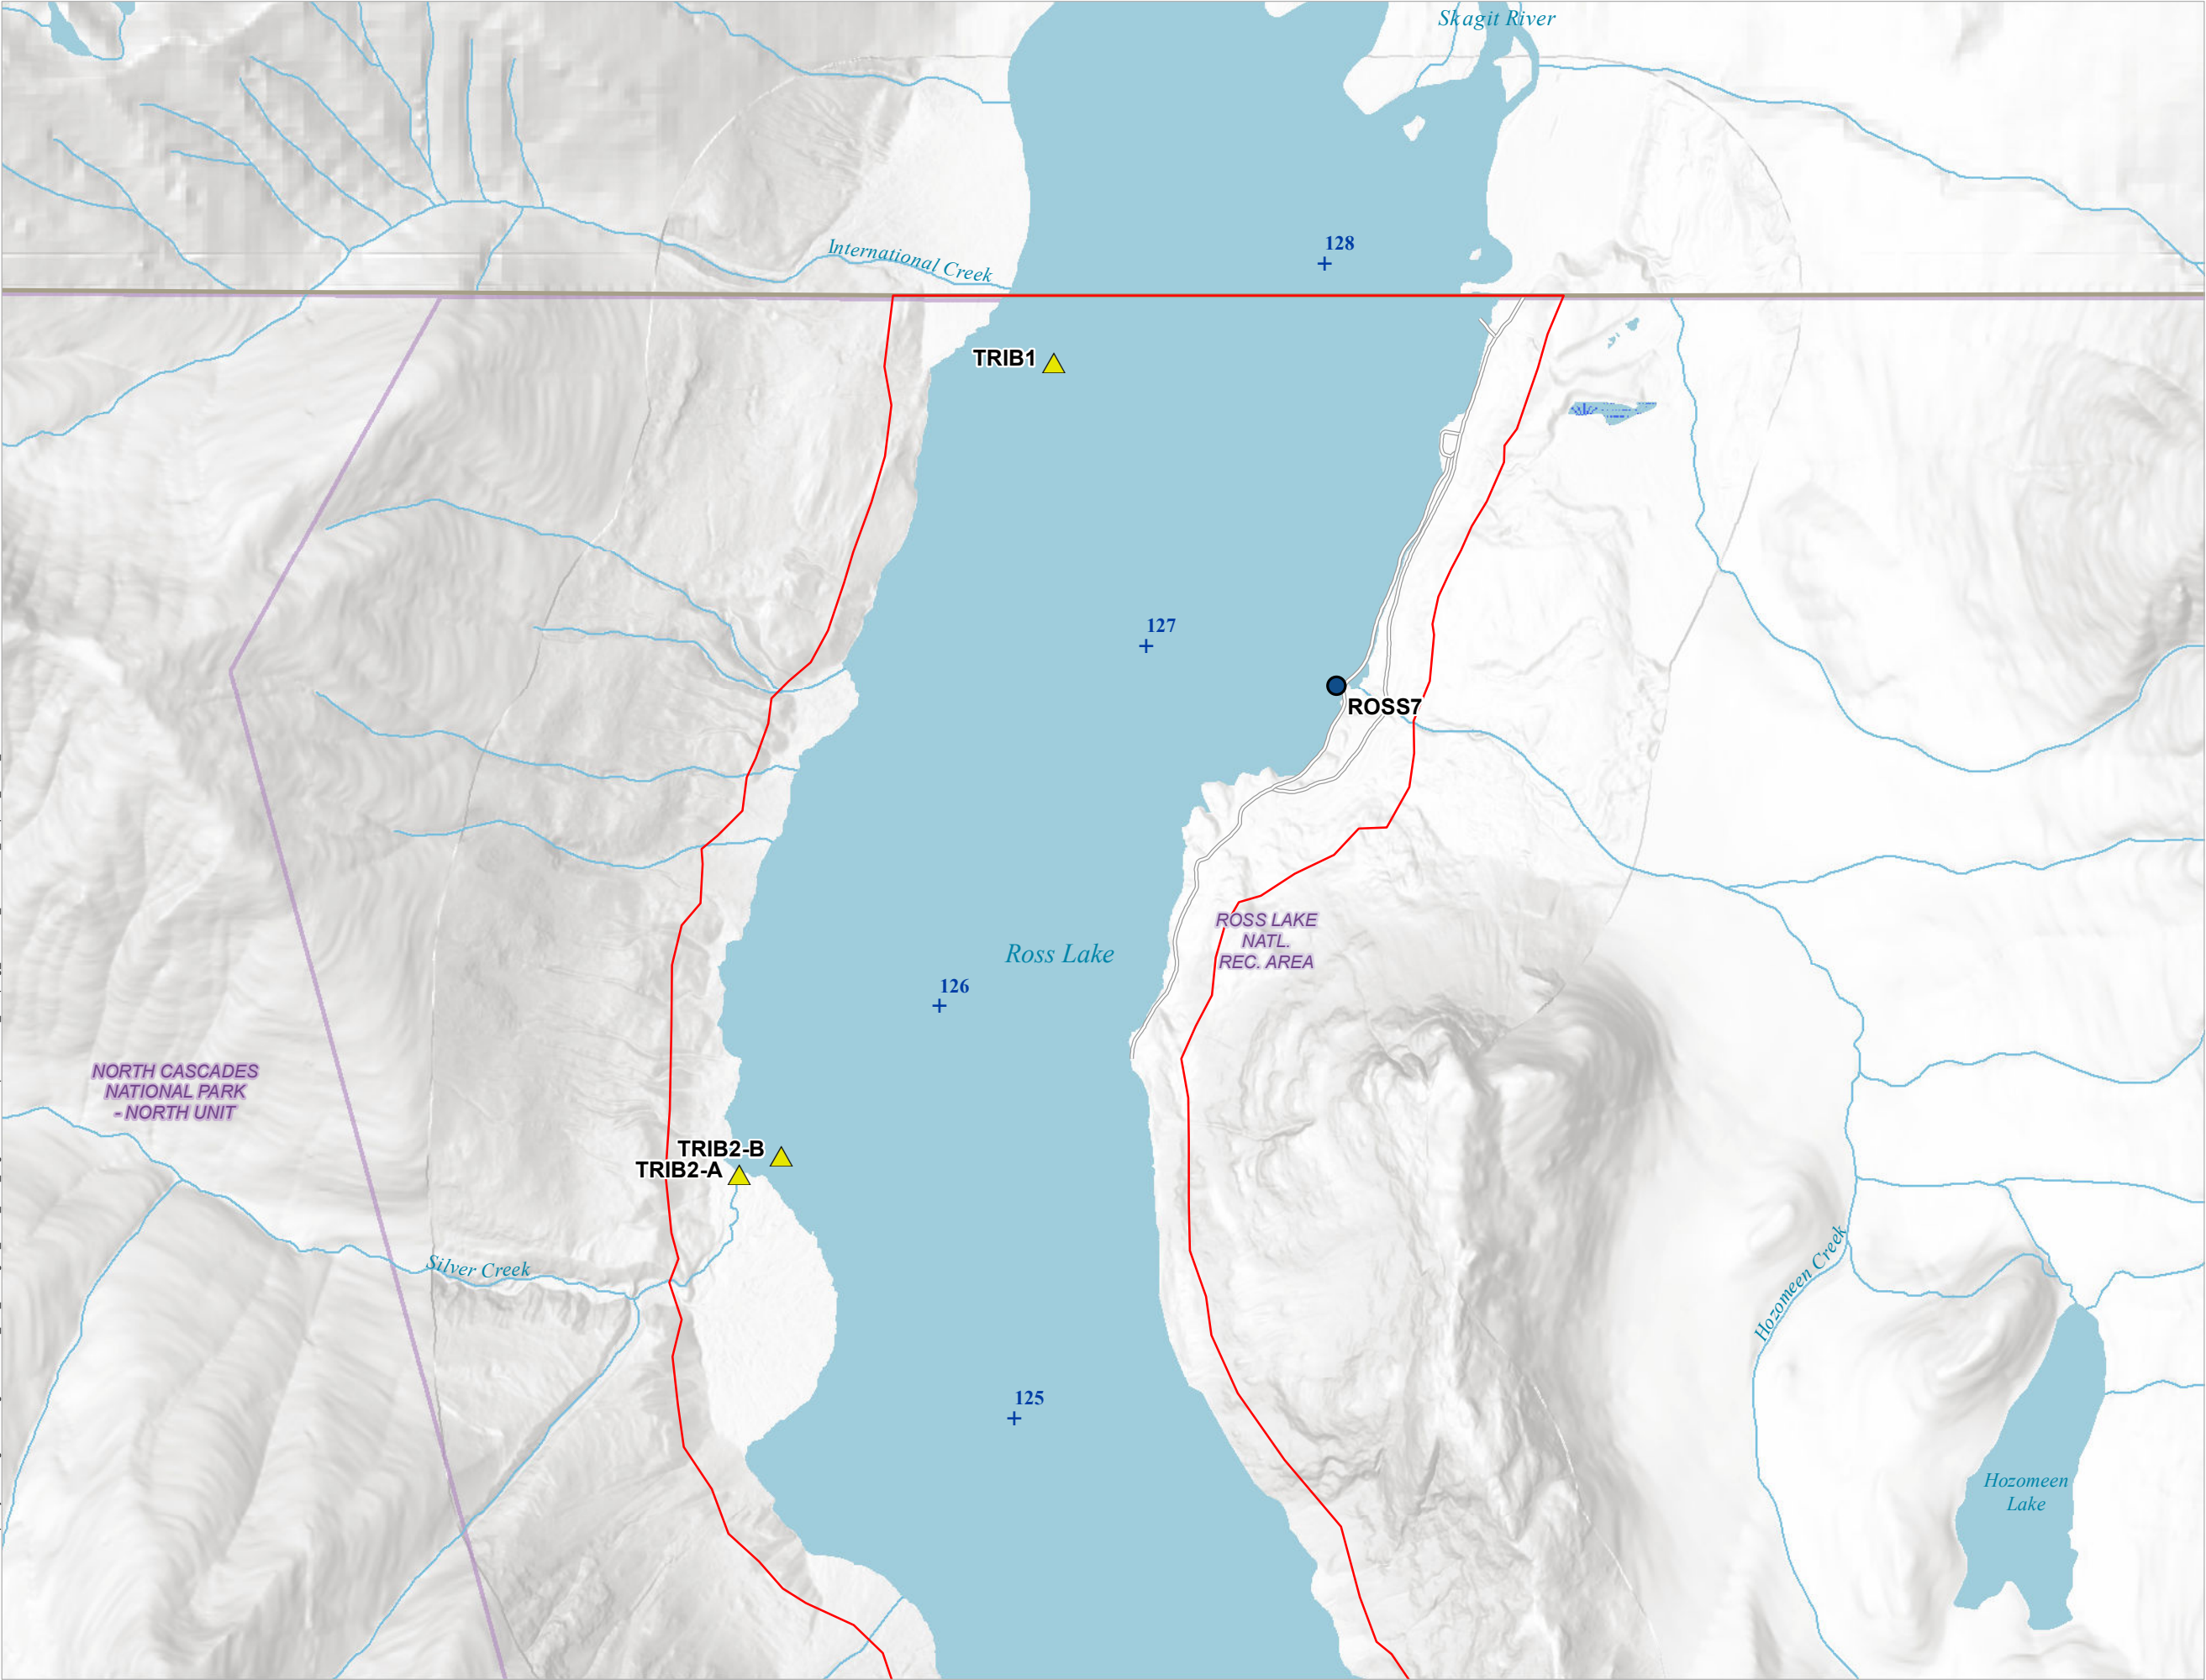 Skagit River
128
International Creek
TRIB1
127
ROSS7
ROSS LAKE
NATL.
REC. AREA
Ross Lake
126
NORTH CASCADES
NATIONAL PARK
- NORTH UNIT
TRIB2-B
TRIB2-A
Silver Creek
Hozomeen Creek
125
Hozomeen
Lake